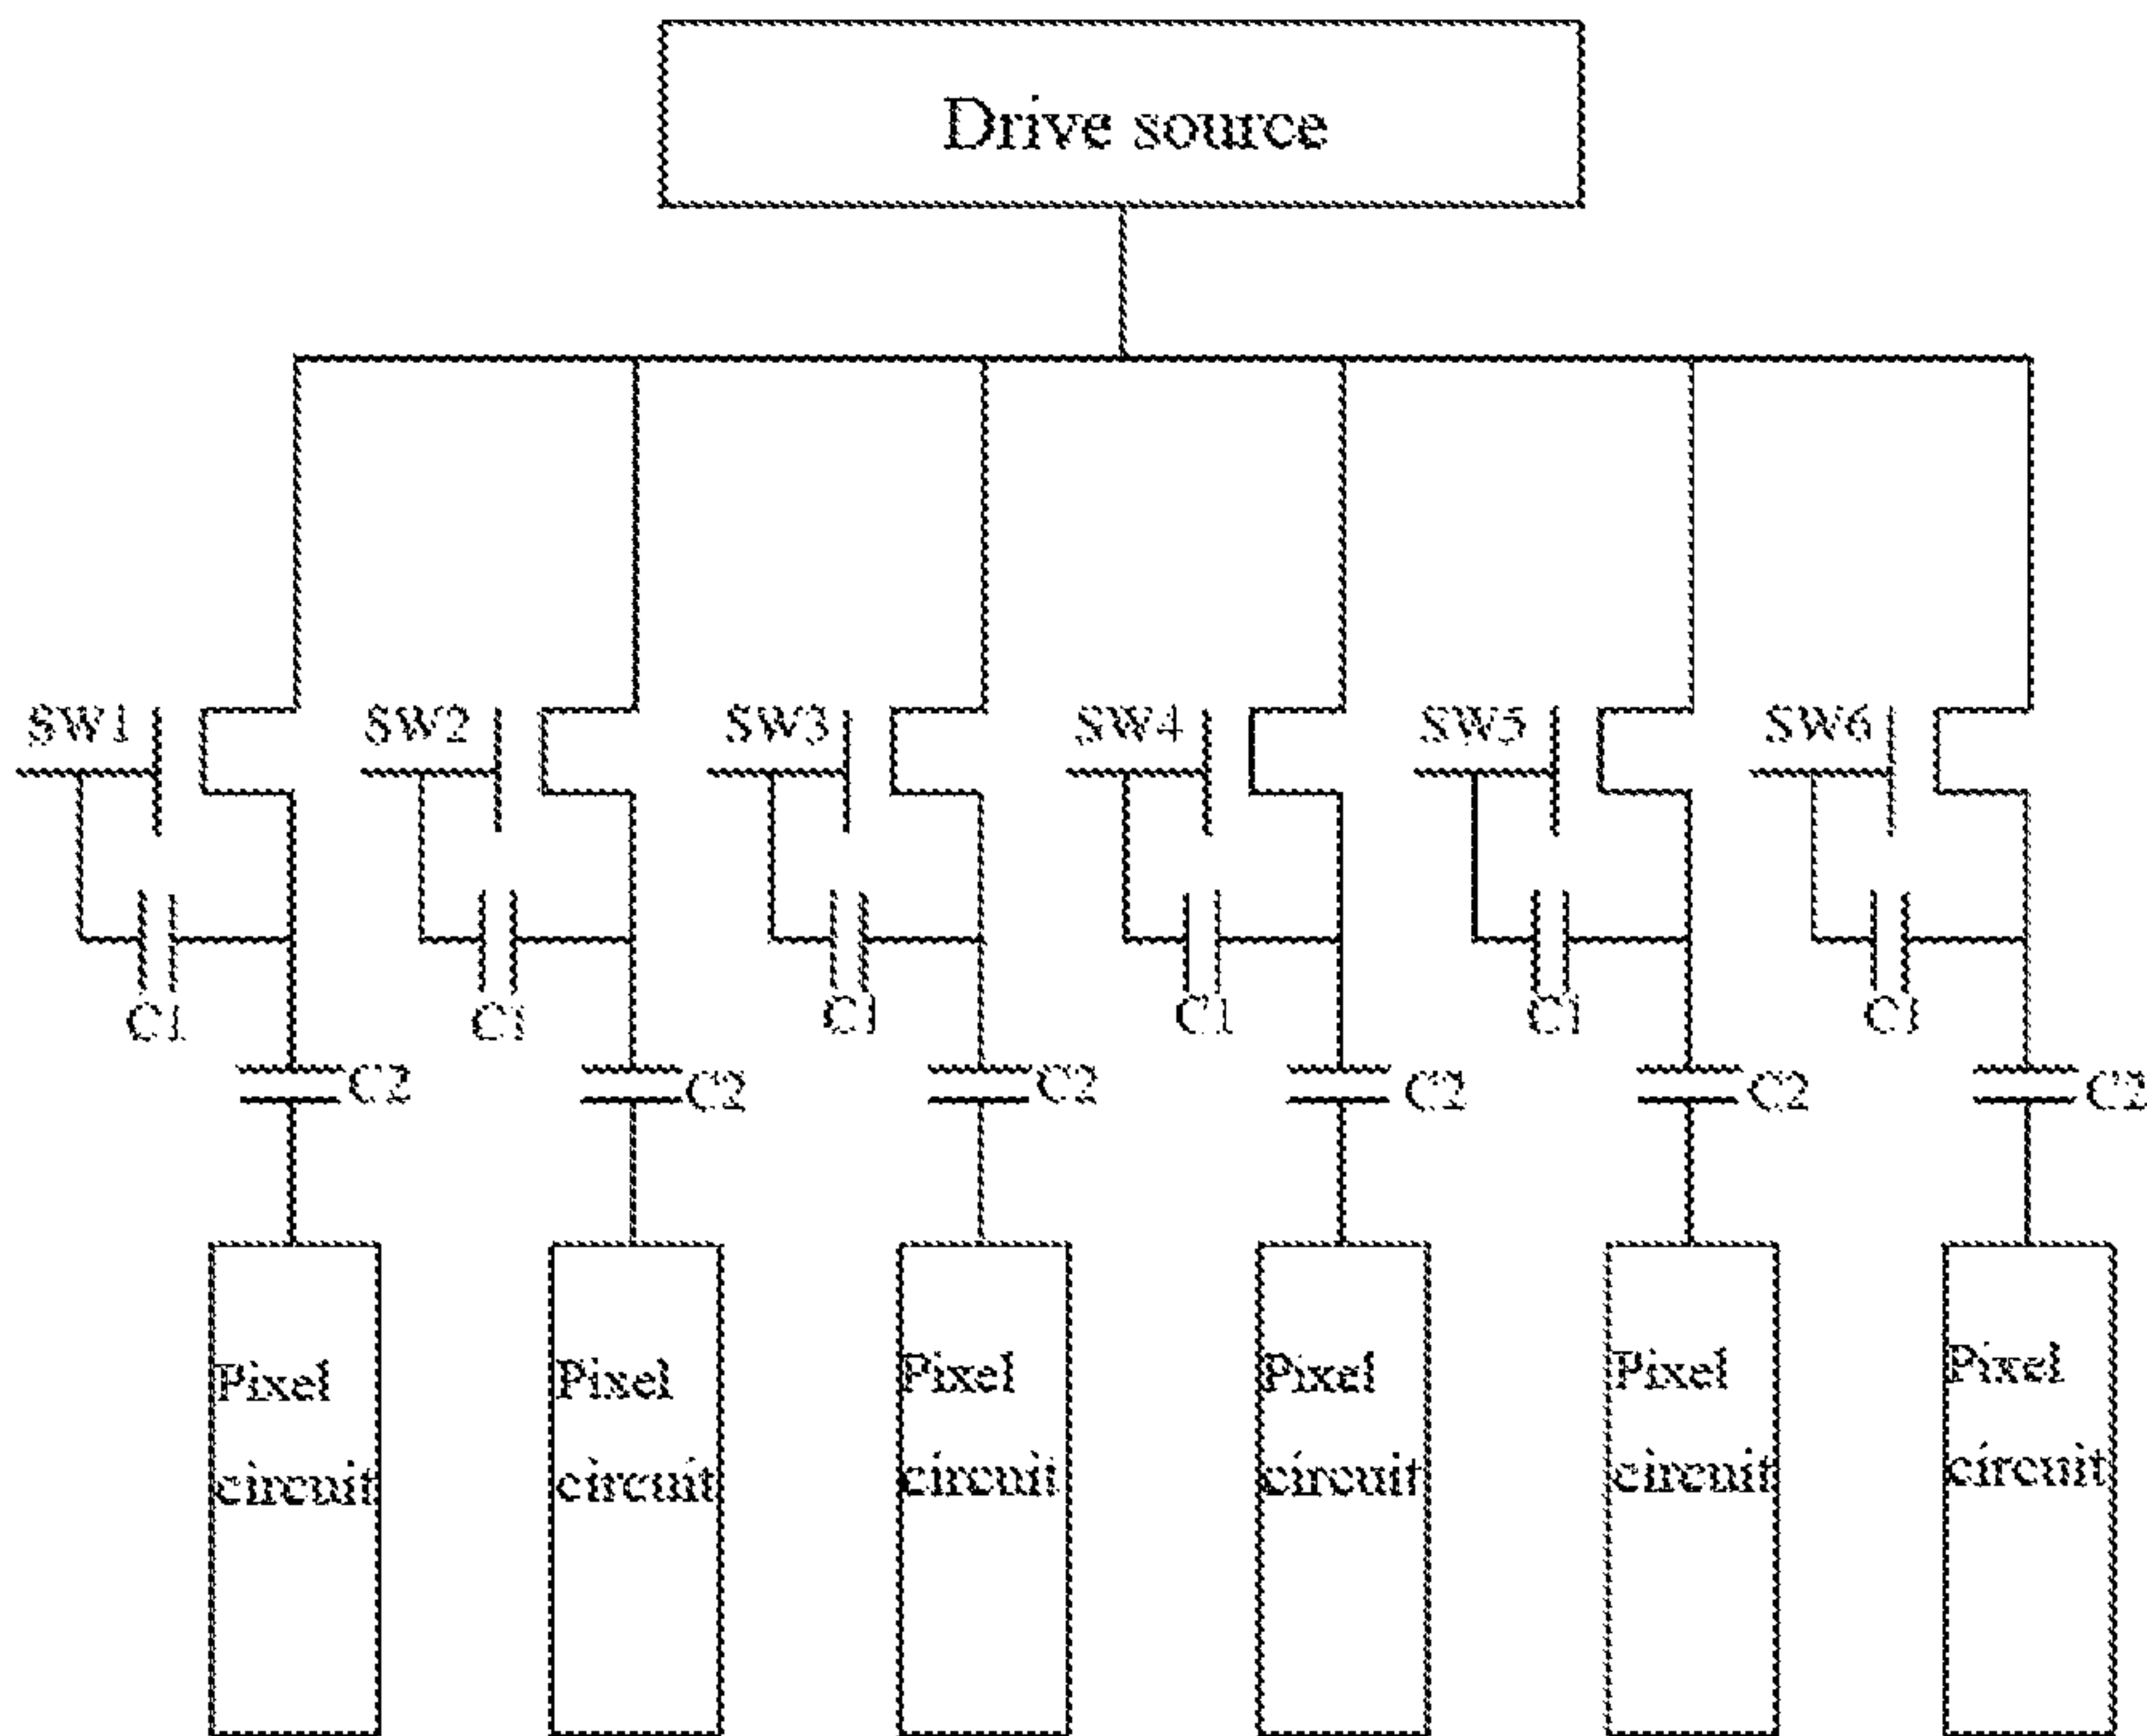 Drive source
SW1 SW2 SW3 SW4 SW5 SW6
C1 C1 C1 C1 C1 C1
C2 C2 C2 C2 C2 C2
Pixel Pixel Pixel Pixel Pixel Pixel
circuit circuit circuit circuit circuit circuit